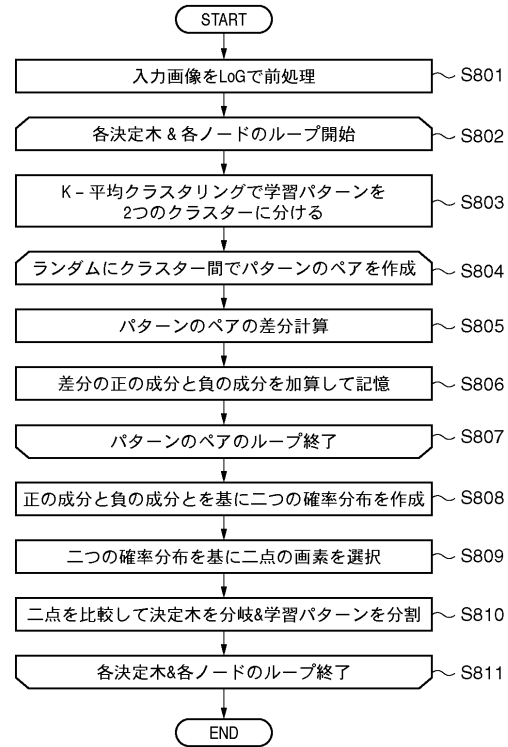 START
入力画像をLoGで前処理
S801
各決定木 & 各ノードのループ開始
S802
K－平均クラスタリングで学習パターンを
2つのクラスターに分ける
S803
ランダムにクラスター間でパターンのペアを作成
S804
パターンのペアの差分計算
S805
差分の正の成分と負の成分を加算して記憶
S806
パターンのペアのループ終了
S807
正の成分と負の成分とを基に二つの確率分布を作成
S808
二つの確率分布を基に二点の画素を選択
S809
二点を比較して決定木を分岐&学習パターンを分割
S810
各決定木&各ノードのループ終了
S811
END